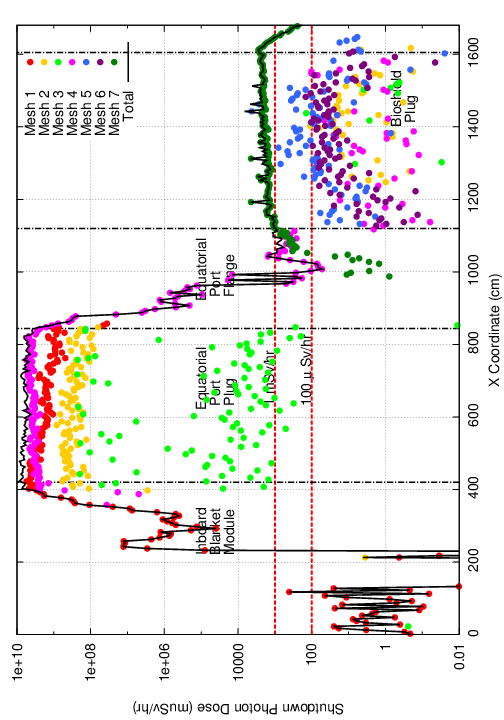 Mesh 1
Mesh 2
Mesh 3
Mesh 4
Mesh 5
Mesh 6
Mesh 7
Total
Inboard
Blanket
Module
Equatorial
Port
Plug
Equatorial
Port
Flange
Bioshield
Plug
1 mSv/hr
100 µ Sv/hr
Shutdown Photon Dose (muSv/hr)
1e+10
1e+08
1e+06
10000
100
1
0.01
0
200
400
600
800
1000
1200
1400
1600
X Coordinate (cm)